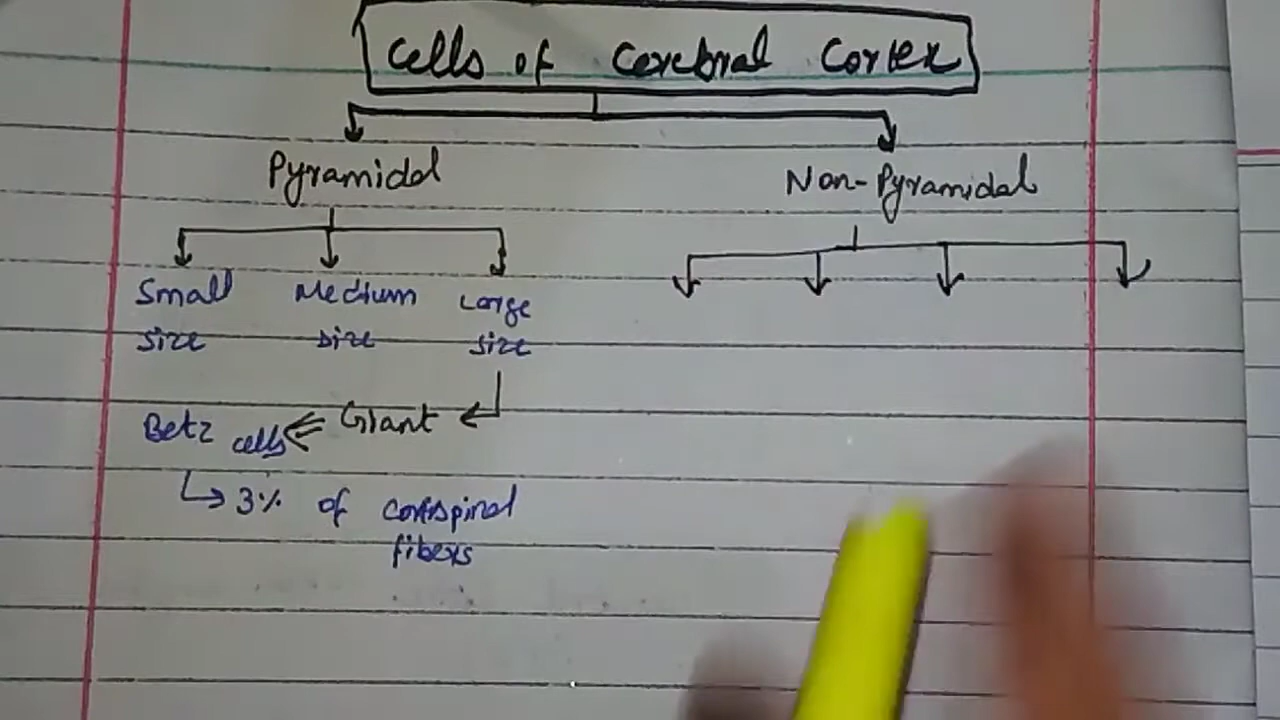 Cells of Cerebral Cortex
Pyramidal
Non-Pyramidal
Small size
Medium size
Large size
Giant
Betz cells
3% of cortispinal fibers